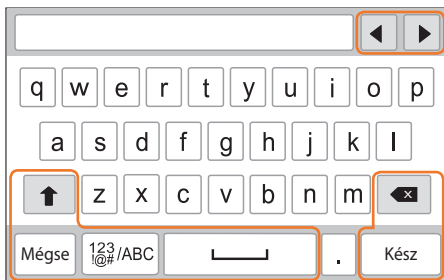 q w e r t y u i o p
a s d f g h j k l
z x c v b n m
Mégse 123!@#/ABC . Kész